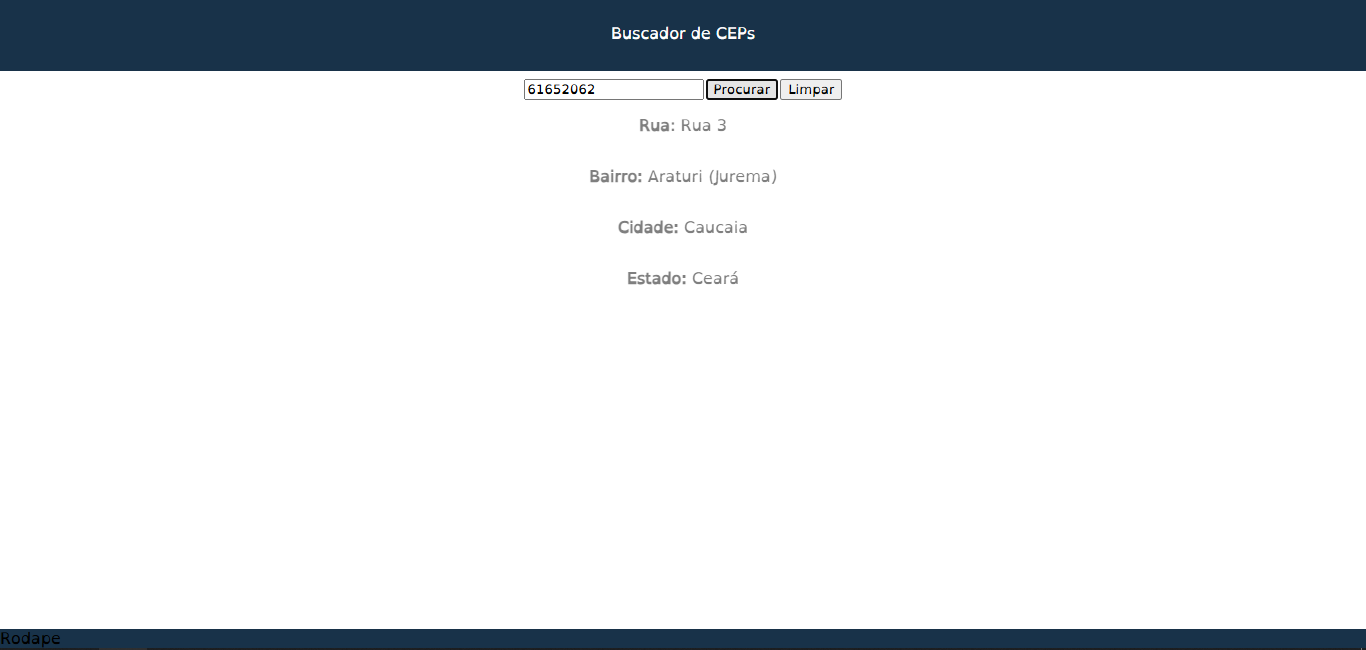 Buscador de CEPs
61652062 Procurar Limpar
Rua: Rua 3
Bairro: Araturi (Jurema)
Cidade: Caucaia
Estado: Ceará
Rodape